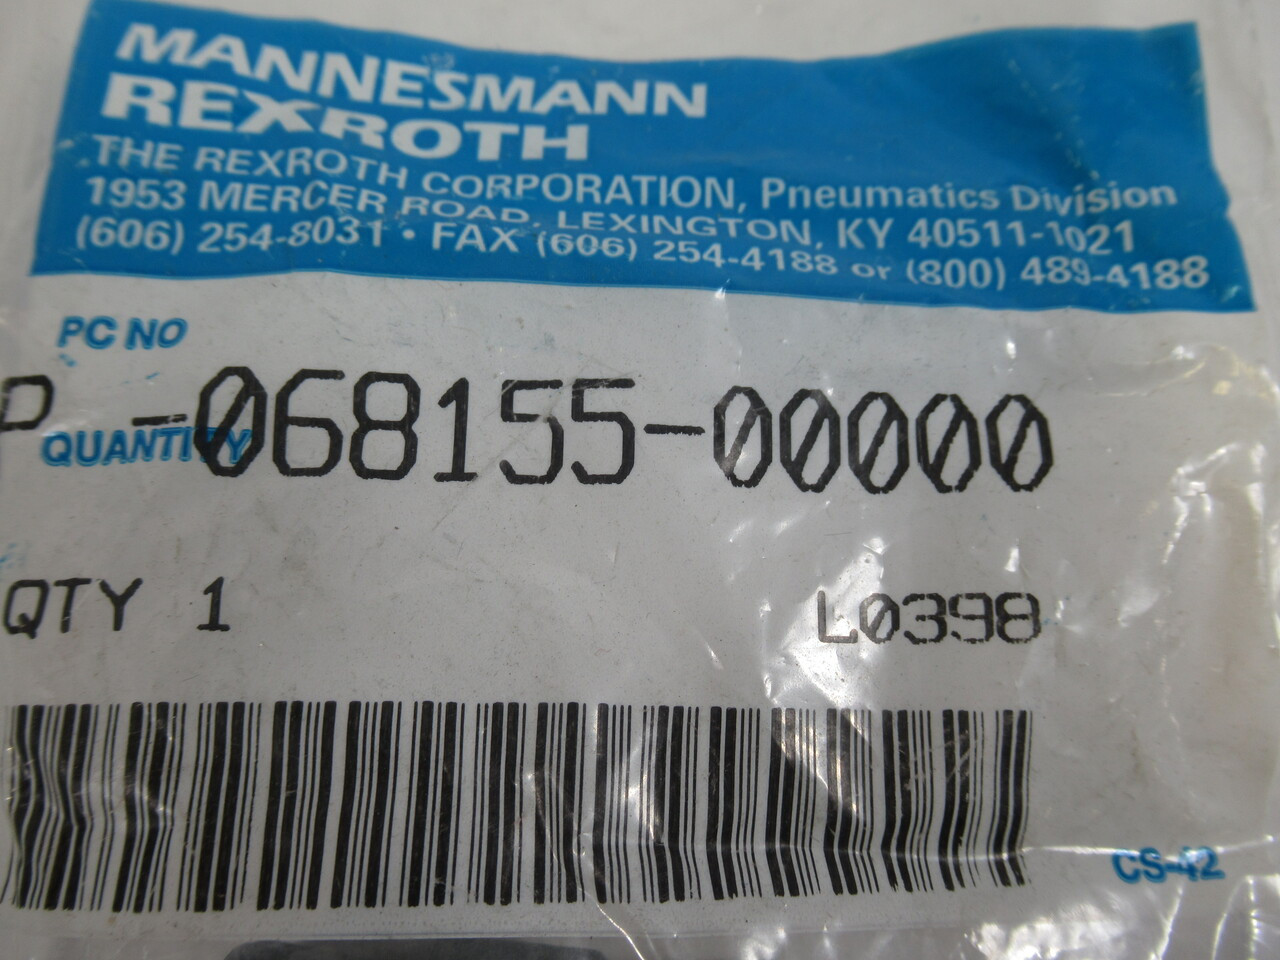 MANNESMANN
REXROTH
THE REXROTH CORPORATION, Pneumatics Division
1953 MERCER ROAD, LEXINGTON, KY 40511-1021
(606) 254-8031 • FAX (606) 254-4188 or (800) 489-4188
PC NO
P -068155-00000
QUANTITY
QTY 1 L0398
CS-42